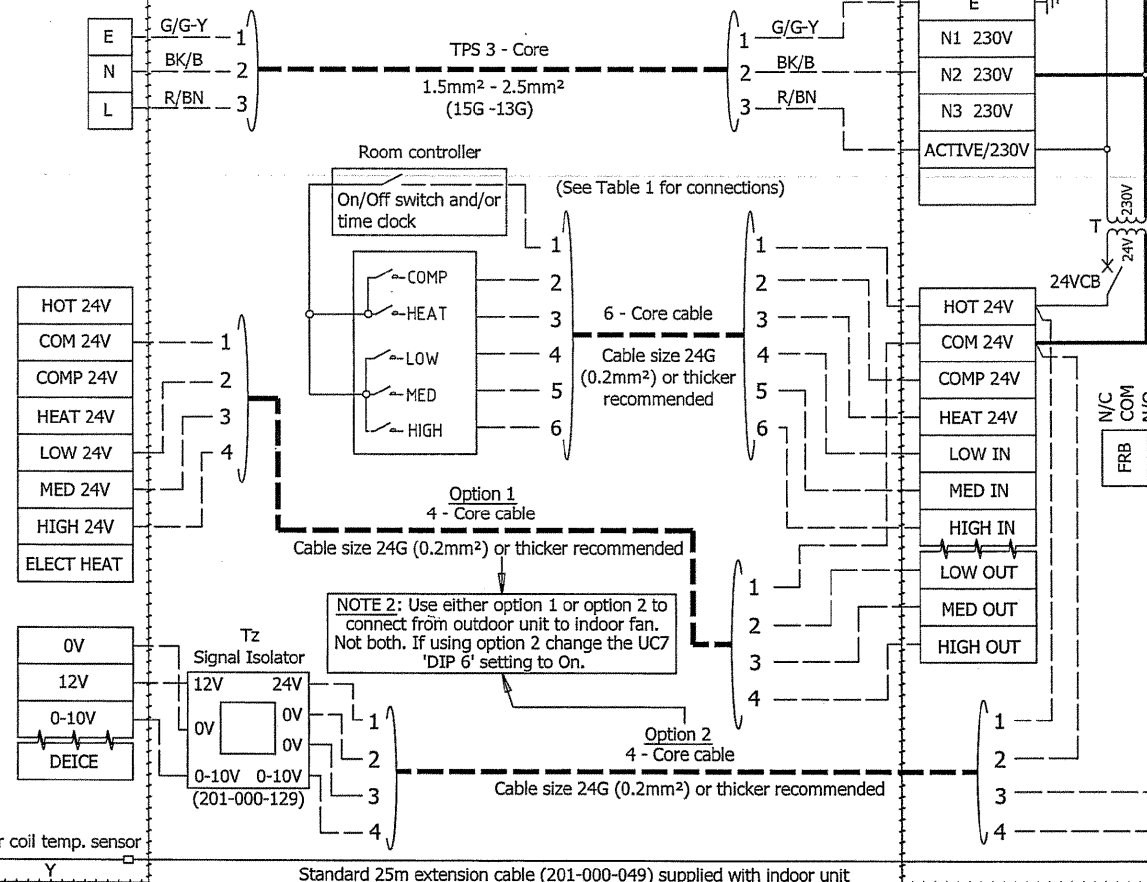 E
N
L
G/G-Y
BK/B
R/BN
1
2
3
TPS 3 - Core
1.5mm² - 2.5mm²
(15G -13G)
1
2
3
G/G-Y
BK/B
R/BN
E
N1 230V
N2 230V
N3 230V
ACTIVE/230V
T
230V
24V
24VCB
Room controller
On/Off switch and/or
time clock
(See Table 1 for connections)
COMP
HEAT
LOW
MED
HIGH
1
2
3
4
5
6
6 - Core cable
Cable size 24G
(0.2mm²) or thicker
recommended
1
2
3
4
5
6
HOT 24V
COM 24V
COMP 24V
HEAT 24V
LOW IN
MED IN
HIGH IN
LOW OUT
MED OUT
HIGH OUT
N/C
COM
N/O
FRB
HOT 24V
COM 24V
COMP 24V
HEAT 24V
LOW 24V
MED 24V
HIGH 24V
ELECT HEAT
1
2
3
4
Option 1
4 - Core cable
Cable size 24G (0.2mm²) or thicker recommended
1
2
3
4
NOTE 2: Use either option 1 or option 2 to
connect from outdoor unit to indoor fan.
Not both. If using option 2 change the UC7
'DIP 6' setting to On.
0V
12V
0-10V
DEICE
Tz
Signal Isolator
12V 24V
0V
0V
0V
0-10V 0-10V
(201-000-129)
1
2
3
4
Option 2
4 - Core cable
Cable size 24G (0.2mm²) or thicker recommended
1
2
3
4
r coil temp. sensor
Y
Standard 25m extension cable (201-000-049) supplied with indoor unit